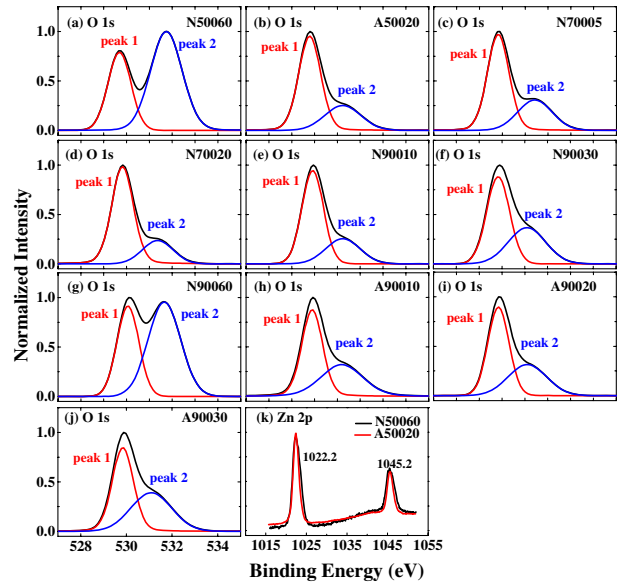 (a) O 1s N50060
peak 1
peak 2
(b) O 1s A50020
peak 1
peak 2
(c) O 1s N70005
peak 1
peak 2
1.0
0.5
0.0
(d) O 1s N70020
peak 1
peak 2
(e) O 1s N90010
peak 1
peak 2
(f) O 1s N90030
peak 1
peak 2
1.0
0.5
0.0
(g) O 1s N90060
peak 1
peak 2
(h) O 1s A90010
peak 1
peak 2
(i) O 1s A90020
peak 1
peak 2
1.0
0.5
0.0
(j) O 1s A90030
peak 1
peak 2
(k) Zn 2p
N50060
A50020
1022.2
1045.2
1.0
0.5
0.0
528 530 532 534
1015 1025 1035 1045 1055
Normalized Intensity
Binding Energy (eV)